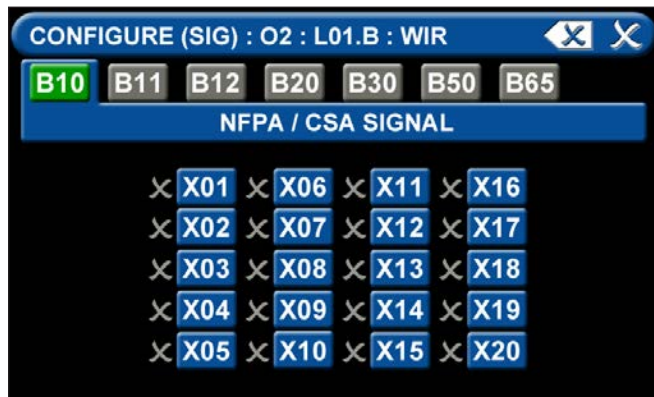 CONFIGURE (SIG) : O2 : L01.B : WIR
B10 B11 B12 B20 B30 B50 B65
NFPA / CSA SIGNAL
X01 X06 X11 X16
X02 X07 X12 X17
X03 X08 X13 X18
X04 X09 X14 X19
X05 X10 X15 X20